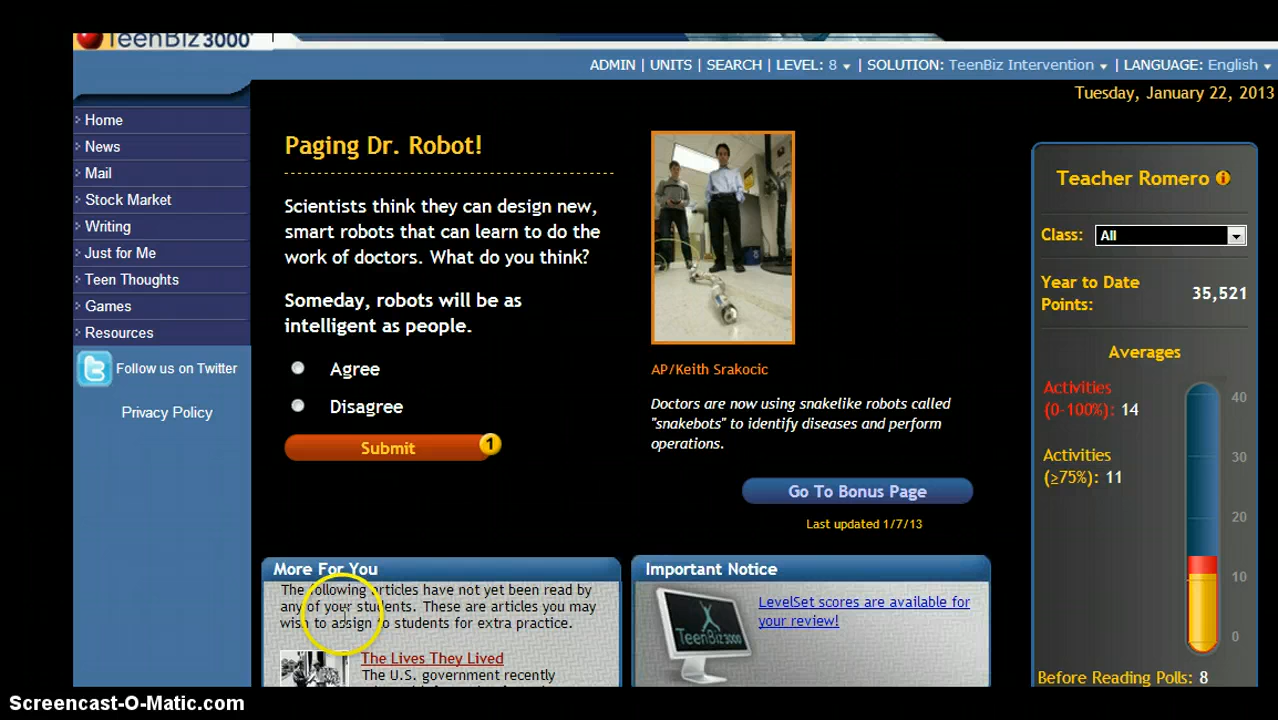 TeenBiz3000
ADMIN | UNITS | SEARCH | LEVEL: 8 | SOLUTION: TeenBiz Intervention | LANGUAGE: English
Tuesday, January 22, 2013
Home
News
Mail
Stock Market
Writing
Just for Me
Teen Thoughts
Games
Resources
Follow us on Twitter
Privacy Policy
Paging Dr. Robot!
Scientists think they can design new,
smart robots that can learn to do the
work of doctors. What do you think?
Someday, robots will be as
intelligent as people.
Agree
Disagree
Submit 1
AP/Keith Srakocic
Doctors are now using snakelike robots called
"snakebots" to identify diseases and perform
operations.
Go To Bonus Page
Last updated 1/7/13
More For You
The following articles have not yet been read by
any of your students. These are articles you may
wish to assign to students for extra practice.
The Lives They Lived
The U.S. government recently
Important Notice
TeenBiz3000
LevelSet scores are available for
your review!
Teacher Romero i
Class: All
Year to Date
Points: 35,521
Averages
Activities
(0-100%): 14
Activities
(≥75%): 11
40
30
20
10
0
Before Reading Polls: 8
Screencast-O-Matic.com